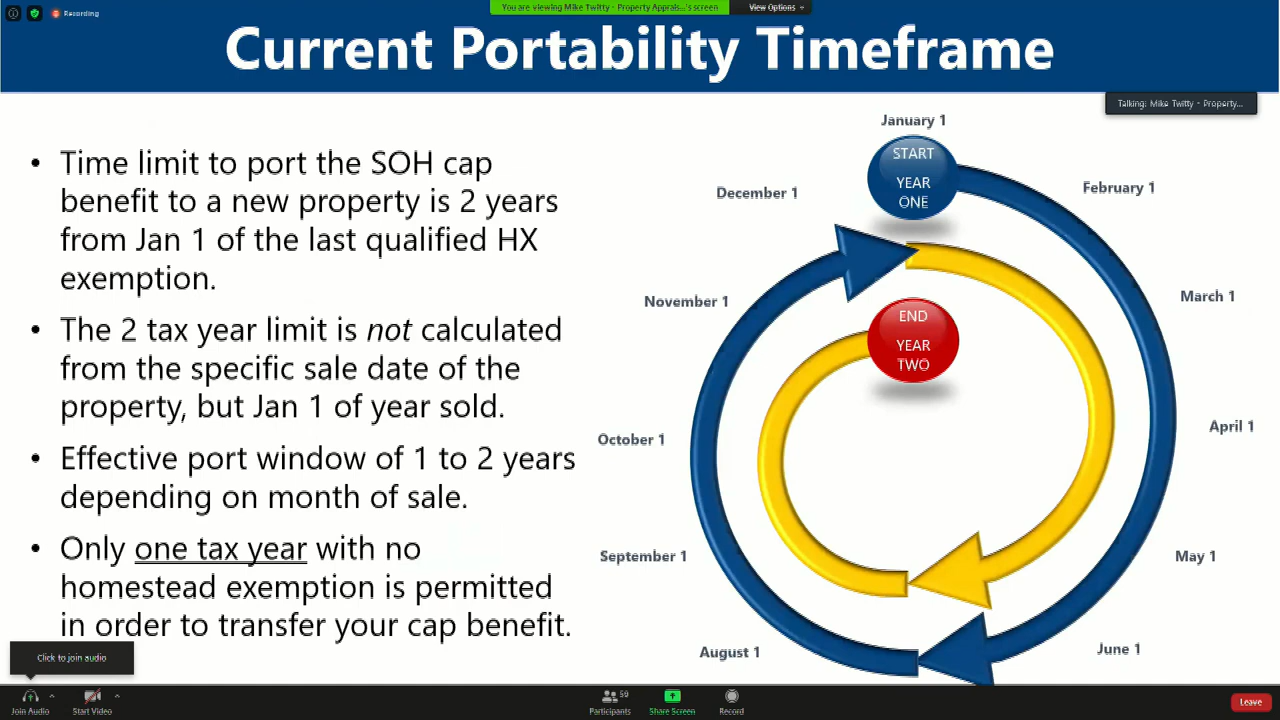 Recording
You are viewing Mike Twitty - Property Apprais...'s screen
View Options
Current Portability Timeframe
Talking: Mike Twitty - Property...
• Time limit to port the SOH cap
benefit to a new property is 2 years
from Jan 1 of the last qualified HX
exemption.
• The 2 tax year limit is not calculated
from the specific sale date of the
property, but Jan 1 of year sold.
• Effective port window of 1 to 2 years
depending on month of sale.
• Only one tax year with no
homestead exemption is permitted
in order to transfer your cap benefit.
January 1
START
YEAR
ONE
February 1
March 1
April 1
May 1
June 1
August 1
September 1
October 1
November 1
December 1
END
YEAR
TWO
Click to join audio
Join Audio
Start Video
59
Participants
Share Screen
Record
Leave